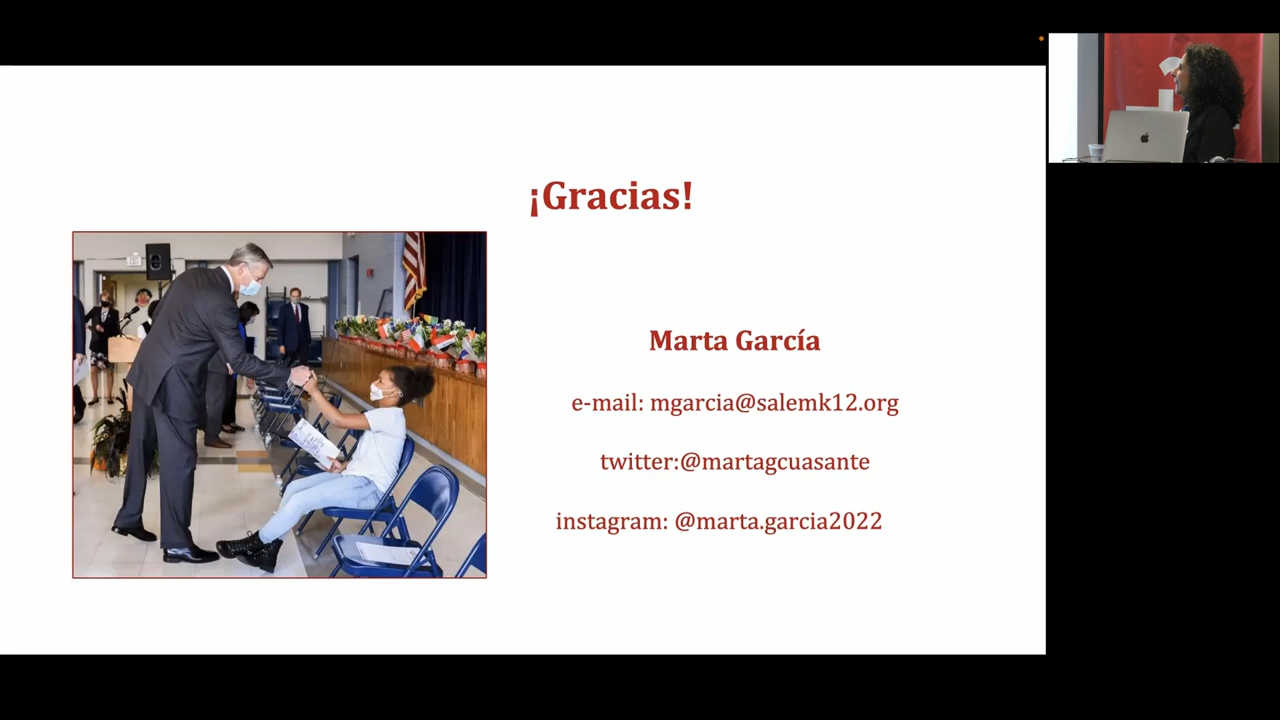 ¡Gracias!
Marta García
e-mail: mgarcia@salemk12.org
twitter:@martagcuasante
instagram: @marta.garcia2022